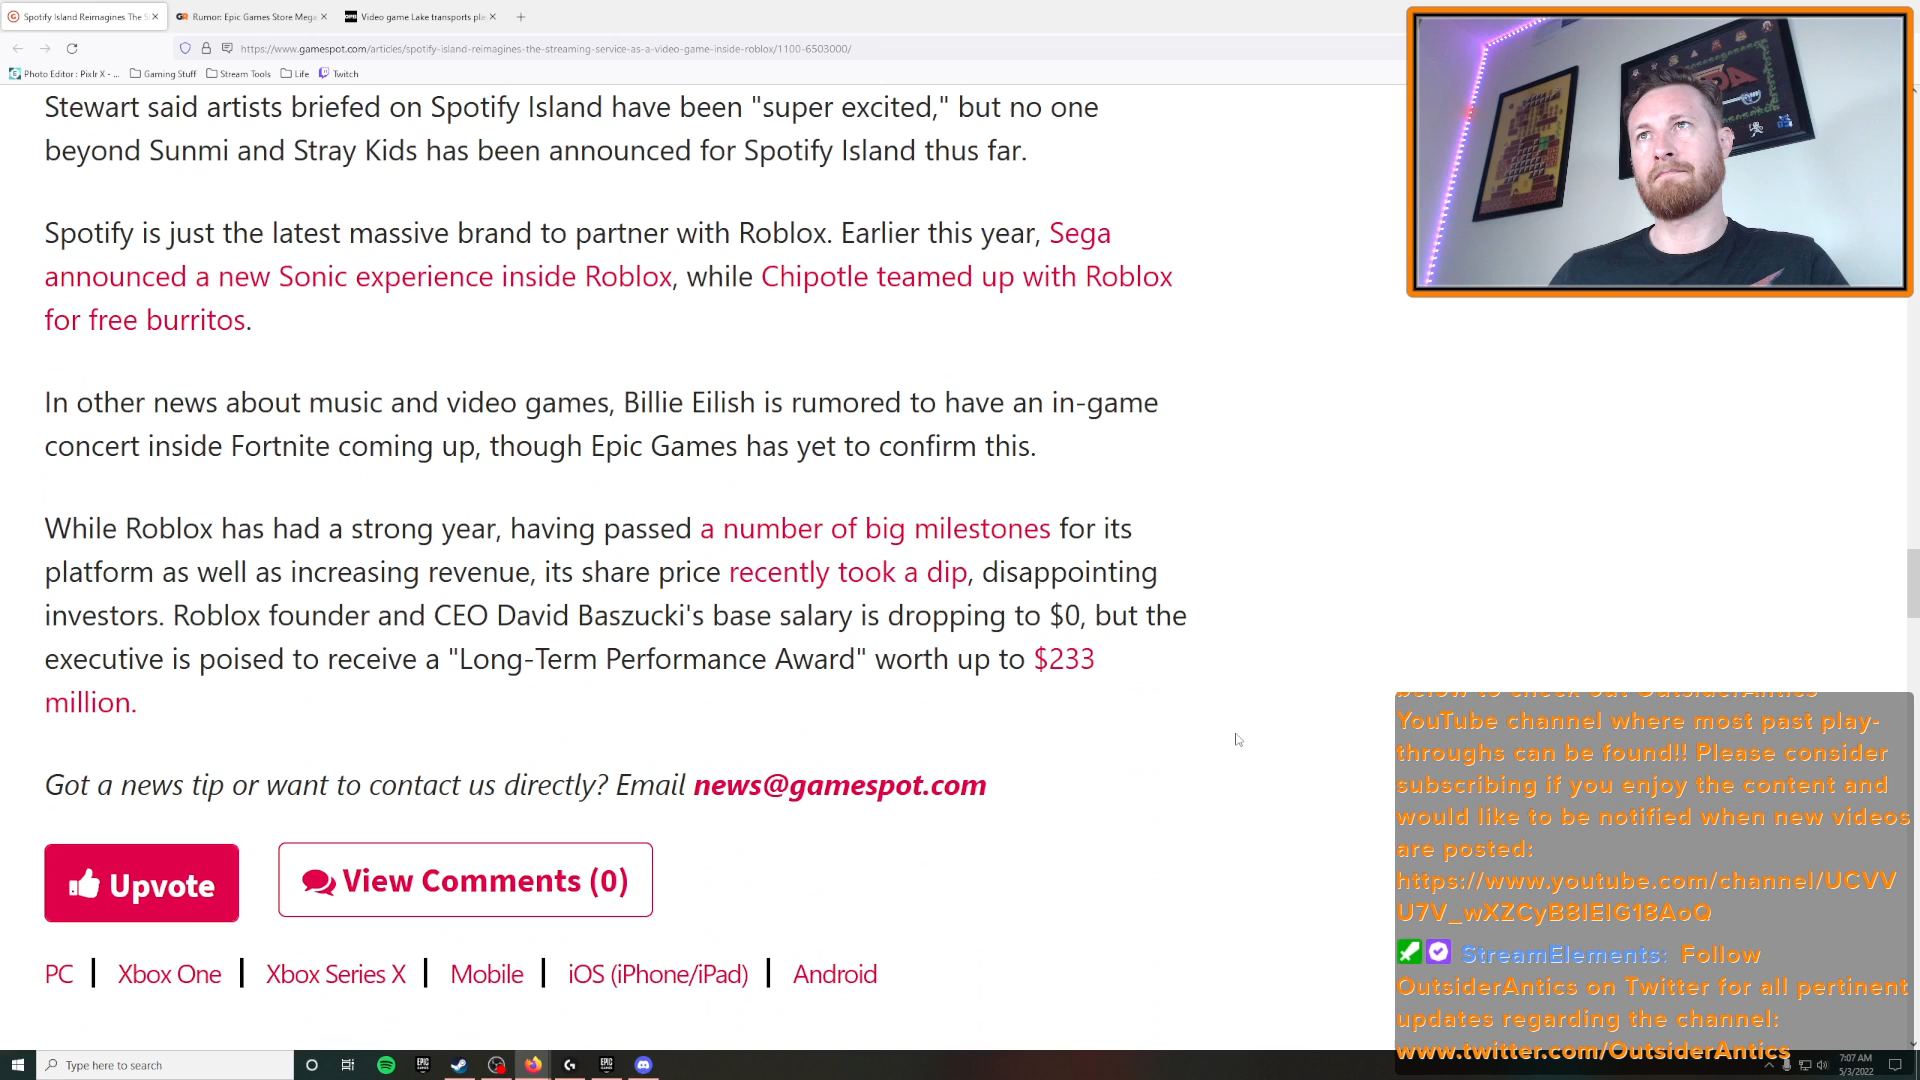 Spotify Island Reimagines The S
Rumor: Epic Games Store Mega
Video game Lake transports pla
https://www.gamespot.com/articles/spotify-island-reimagines-the-streaming-service-as-a-video-game-inside-roblox/1100-6503000/
Photo Editor : Pixlr X - ...
Gaming Stuff
Stream Tools
Life
Twitch
Stewart said artists briefed on Spotify Island have been "super excited," but no one
beyond Sunmi and Stray Kids has been announced for Spotify Island thus far.
Spotify is just the latest massive brand to partner with Roblox. Earlier this year, Sega
announced a new Sonic experience inside Roblox, while Chipotle teamed up with Roblox
for free burritos.
In other news about music and video games, Billie Eilish is rumored to have an in-game
concert inside Fortnite coming up, though Epic Games has yet to confirm this.
While Roblox has had a strong year, having passed a number of big milestones for its
platform as well as increasing revenue, its share price recently took a dip, disappointing
investors. Roblox founder and CEO David Baszucki's base salary is dropping to $0, but the
executive is poised to receive a "Long-Term Performance Award" worth up to $233
million.
Got a news tip or want to contact us directly? Email news@gamespot.com
Upvote
View Comments (0)
PC | Xbox One | Xbox Series X | Mobile | iOS (iPhone/iPad) | Android
below to check out OutsiderAntics
YouTube channel where most past play-
throughs can be found!! Please consider
subscribing if you enjoy the content and
would like to be notified when new videos
are posted:
https://www.youtube.com/channel/UCVV
U7V_wXZCyB8IEIG18AoQ
StreamElements: Follow
OutsiderAntics on Twitter for all pertinent
updates regarding the channel:
www.twitter.com/OutsiderAntics
Type here to search
7:07 AM
5/3/2022